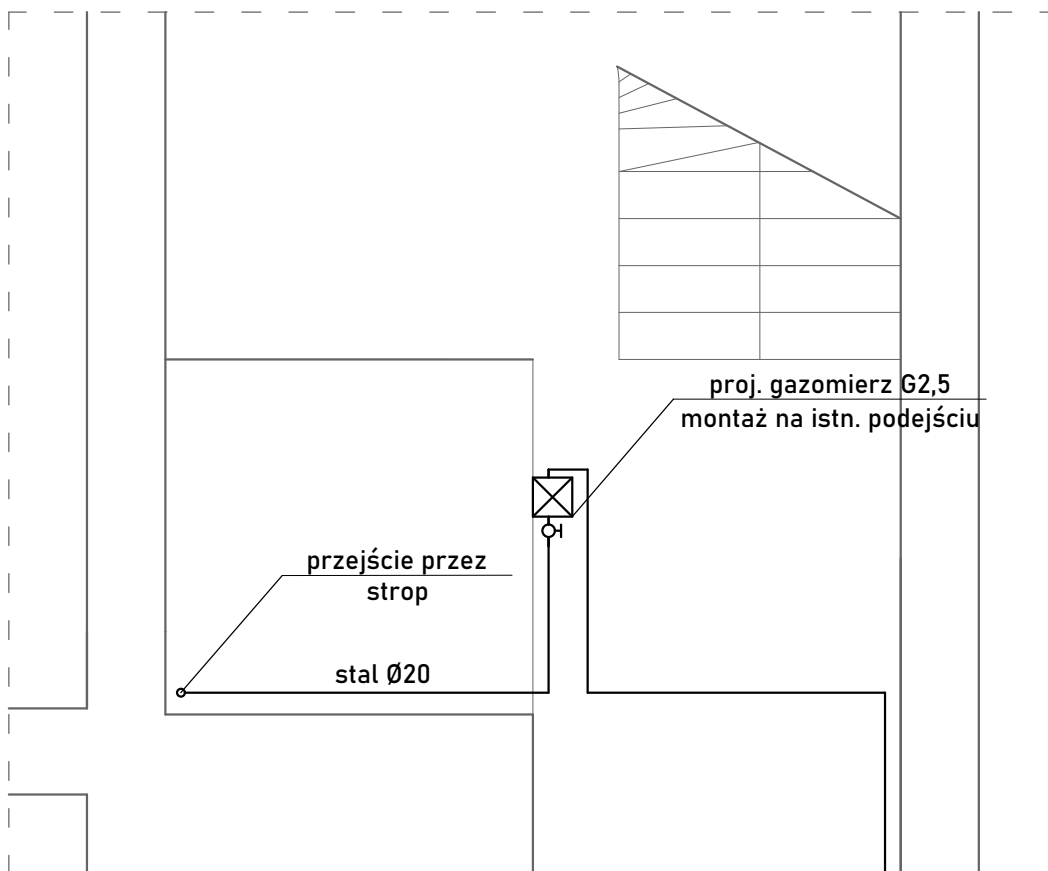 proj. gazomierz G2,5
montaż na istn. podejściu
przejście przez
strop
stal Ø20